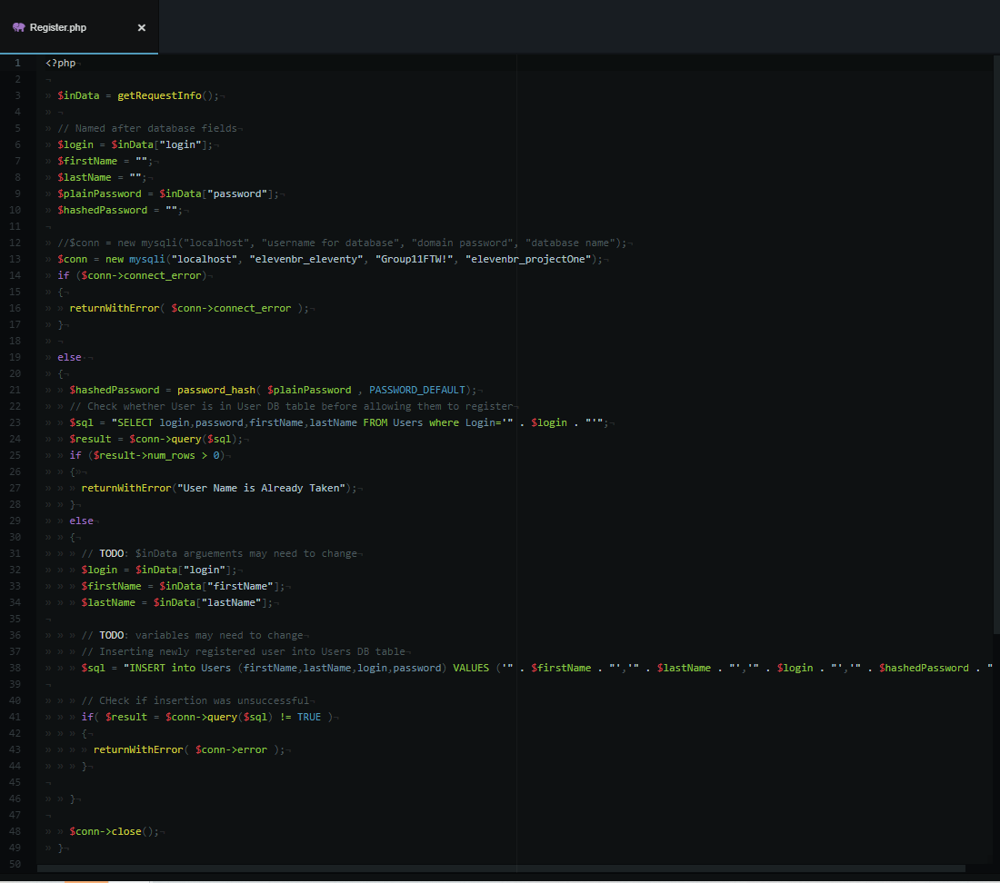 Register.php ×
1 <?php
2
3 $inData = getRequestInfo();
4
5 // Named after database fields
6 $login = $inData["login"];
7 $firstName = "";
8 $lastName = "";
9 $plainPassword = $inData["password"];
10 $hashedPassword = "";
11
12 //$conn = new mysqli("localhost", "username for database", "domain password", "database name");
13 $conn = new mysqli("localhost", "elevenbr_eleventy", "Group11FTW!", "elevenbr_projectOne");
14 if ($conn->connect_error)
15 {
16 returnWithError( $conn->connect_error );
17 }
18
19 else
20 {
21 $hashedPassword = password_hash( $plainPassword , PASSWORD_DEFAULT);
22 // Check whether User is in User DB table before allowing them to register
23 $sql = "SELECT login,password,firstName,lastName FROM Users where Login='" . $login . "'";
24 $result = $conn->query($sql);
25 if ($result->num_rows > 0)
26 {
27 returnWithError("User Name is Already Taken");
28 }
29 else
30 {
31 // TODO: $inData arguements may need to change
32 $login = $inData["login"];
33 $firstName = $inData["firstName"];
34 $lastName = $inData["lastName"];
35
36 // TODO: variables may need to change
37 // Inserting newly registered user into Users DB table
38 $sql = "INSERT into Users (firstName,lastName,login,password) VALUES ('" . $firstName . "','" . $lastName . "','" . $login . "','" . $hashedPassword . "
39
40 // CHeck if insertion was unsuccessful
41 if( $result = $conn->query($sql) != TRUE )
42 {
43 returnWithError( $conn->error );
44 }
45
46 }
47
48 $conn->close();
49 }
50